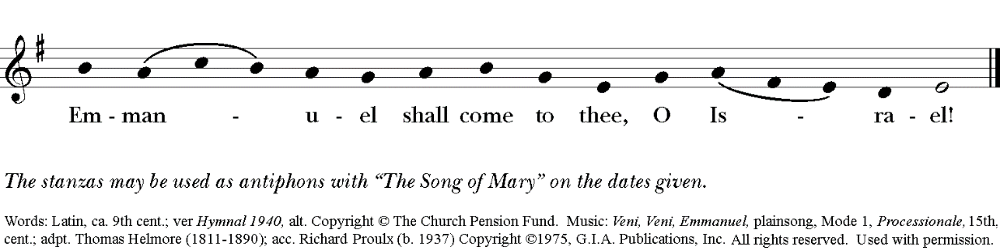 Em - man - u - el shall come to thee, O Is - ra - el!
The stanzas may be used as antiphons with “The Song of Mary” on the dates given.
Words: Latin, ca. 9th cent.; ver Hymnal 1940, alt. Copyright © The Church Pension Fund. Music: Veni, Veni, Emmanuel, plainsong, Mode 1, Processionale, 15th,
cent.; adpt. Thomas Helmore (1811-1890); acc. Richard Proulx (b. 1937) Copyright ©1975, G.I.A. Publications, Inc. All rights reserved. Used with permission.